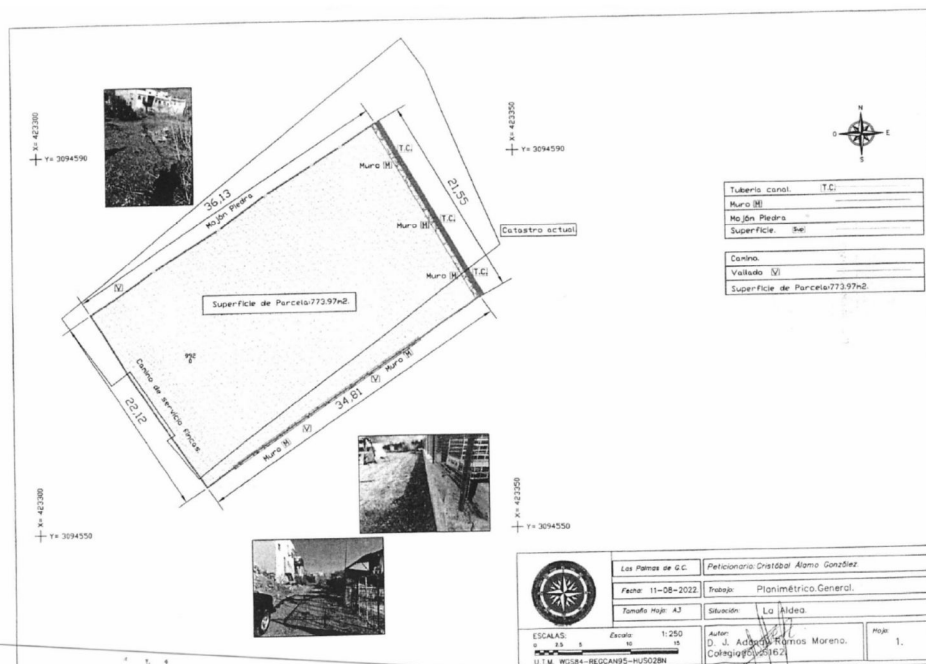 X= 423300
Y= 3094590
X= 423350
Y= 3094590
N
O
E
S
36,13
Mojón Piedra
T.C.
Muro [M]
21,55
Muro [M]
T.C.
Catastro actual.
Muro [M]
T.C.
[V]
Superficie de Parcela:773.97m2.
992
Camino de servicio fincas.
22,12
Muro [M]
[V]
34,81
[V]
Muro [M]
Tubería canal. [T.C.]
Muro [M]
Mojón Piedra
Superficie.
Camino.
Vallado [V]
Superficie de Parcela:773.97m2.
X= 423300
Y= 3094550
X= 423350
Y= 3094550
Las Palmas de G.C.
Peticionario: Cristóbal Álamo González.
Fecha: 11-08-2022.
Trabajo: Planimétrico.General.
Tamaño Hoja: A3
Situación: La Aldea.
ESCALAS:
Escala: 1:250
0 2.5 5 10 15
U.T.M. WGS84-REGCAN95-HUSO28N
Autor:
Ramos Moreno.
Hoja:
1.